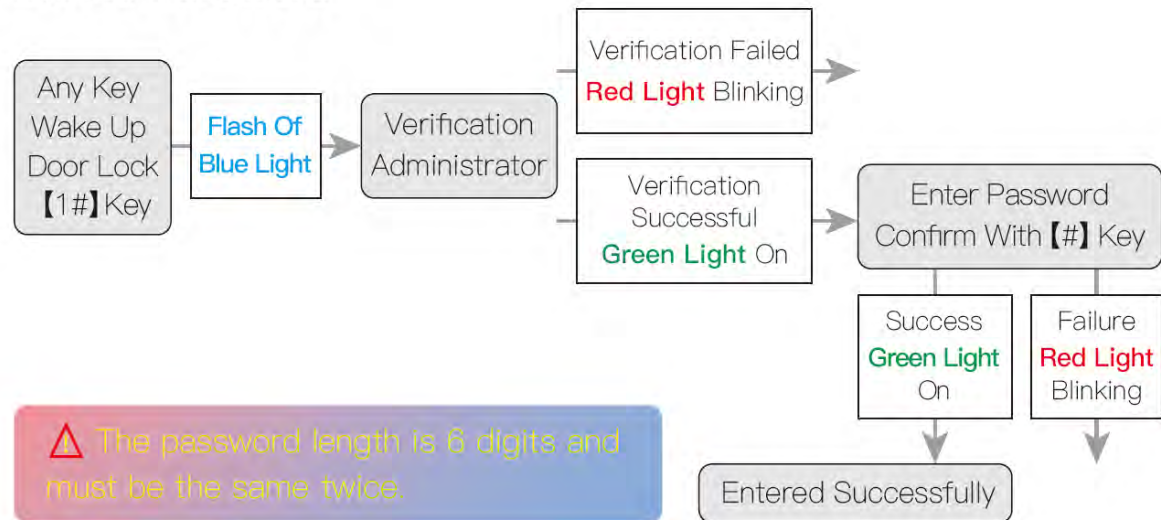 Any Key
Wake Up
Door Lock
【1#】Key
Flash Of
Blue Light
Verification
Administrator
Verification Failed
Red Light Blinking
Verification
Successful
Green Light On
Enter Password
Confirm With【#】Key
Success
Green Light
On
Failure
Red Light
Blinking
The password length is 6 digits and
must be the same twice.
Entered Successfully